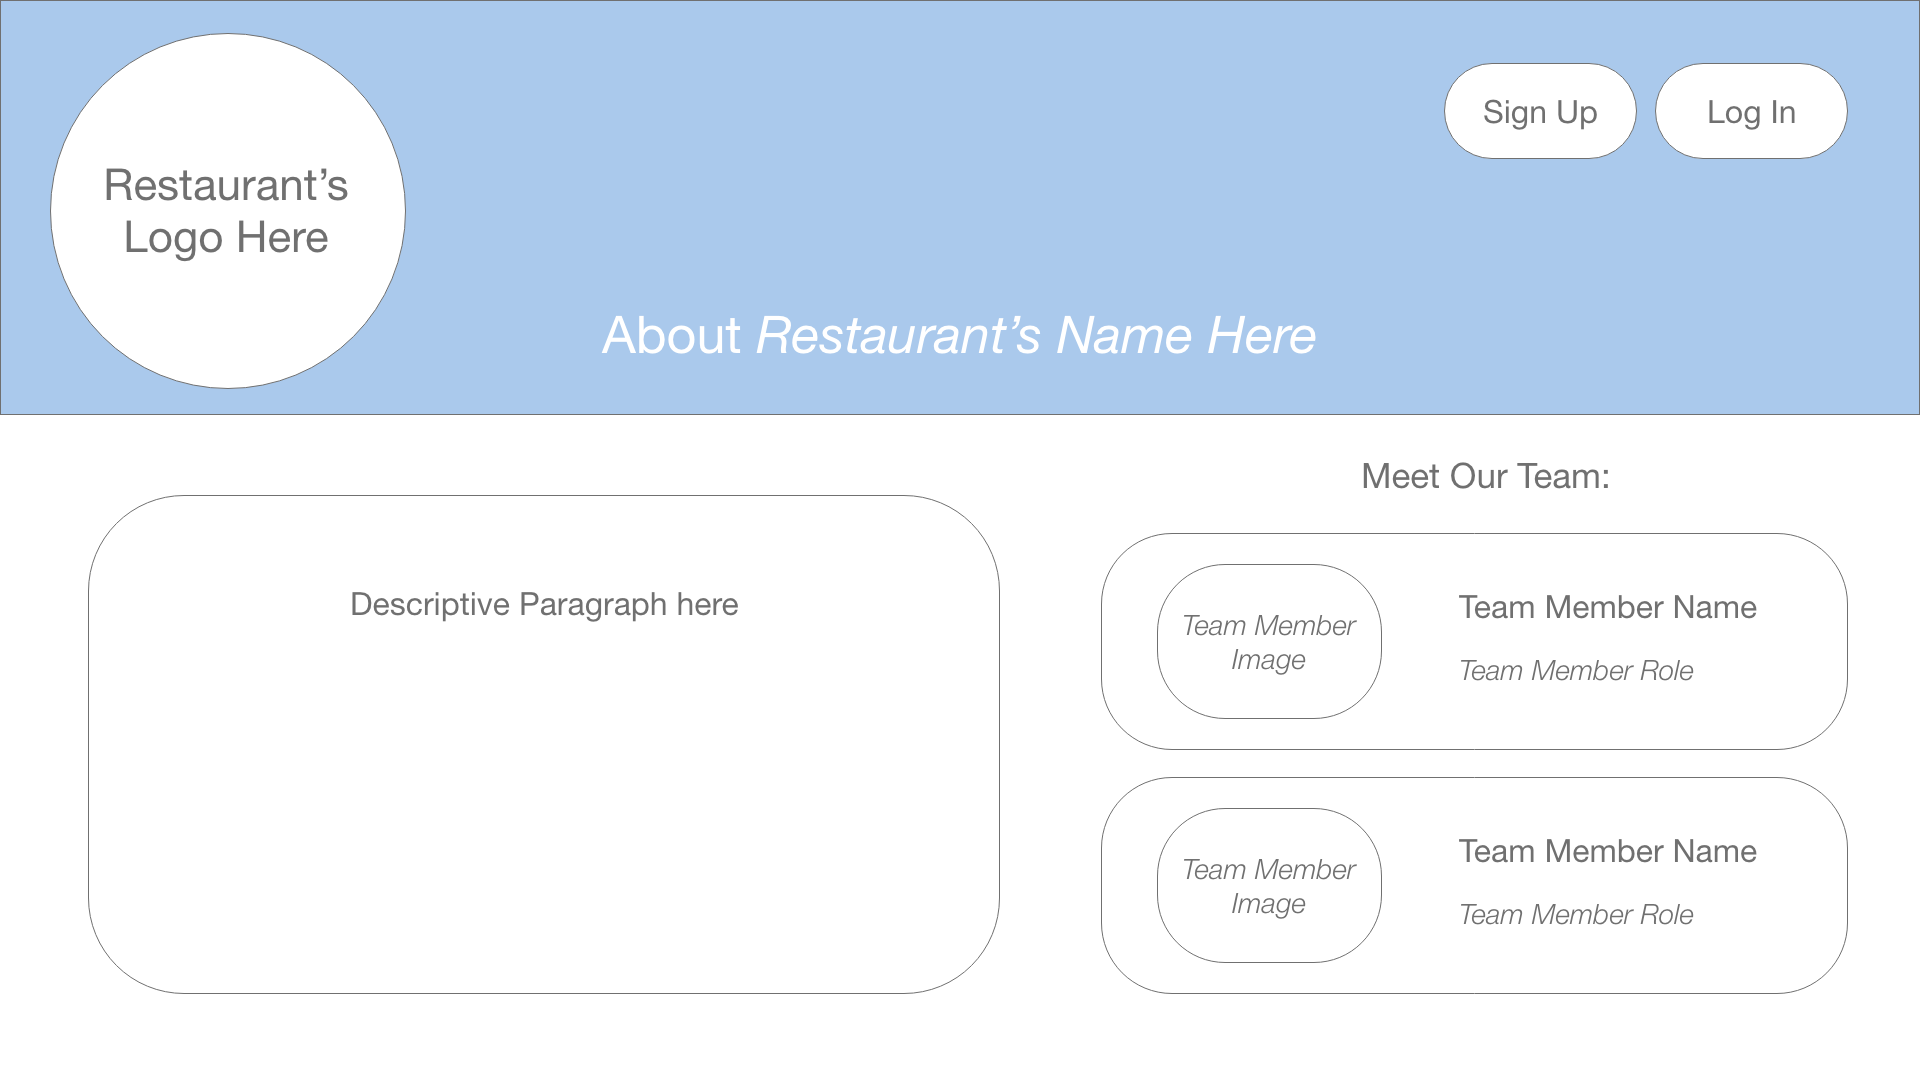 Restaurant’s
Logo Here
Sign Up
Log In
About Restaurant’s Name Here
Descriptive Paragraph here
Meet Our Team:
Team Member
Image
Team Member Name
Team Member Role
Team Member
Image
Team Member Name
Team Member Role